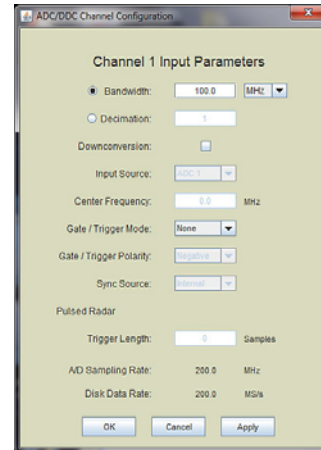 ADC/DDC Channel Configuration
Channel 1 Input Parameters
Bandwidth: 100.0 MHz
Decimation: 1
Downconversion:
Input Source: ADC 1
Center Frequency: 0.0 MHz
Gate / Trigger Mode: None
Gate / Trigger Polarity: Negative
Sync Source: Internal
Pulsed Radar
Trigger Length: 0 Samples
A/D Sampling Rate: 200.0 MHz
Disk Data Rate: 200.0 MS/s
OK Cancel Apply